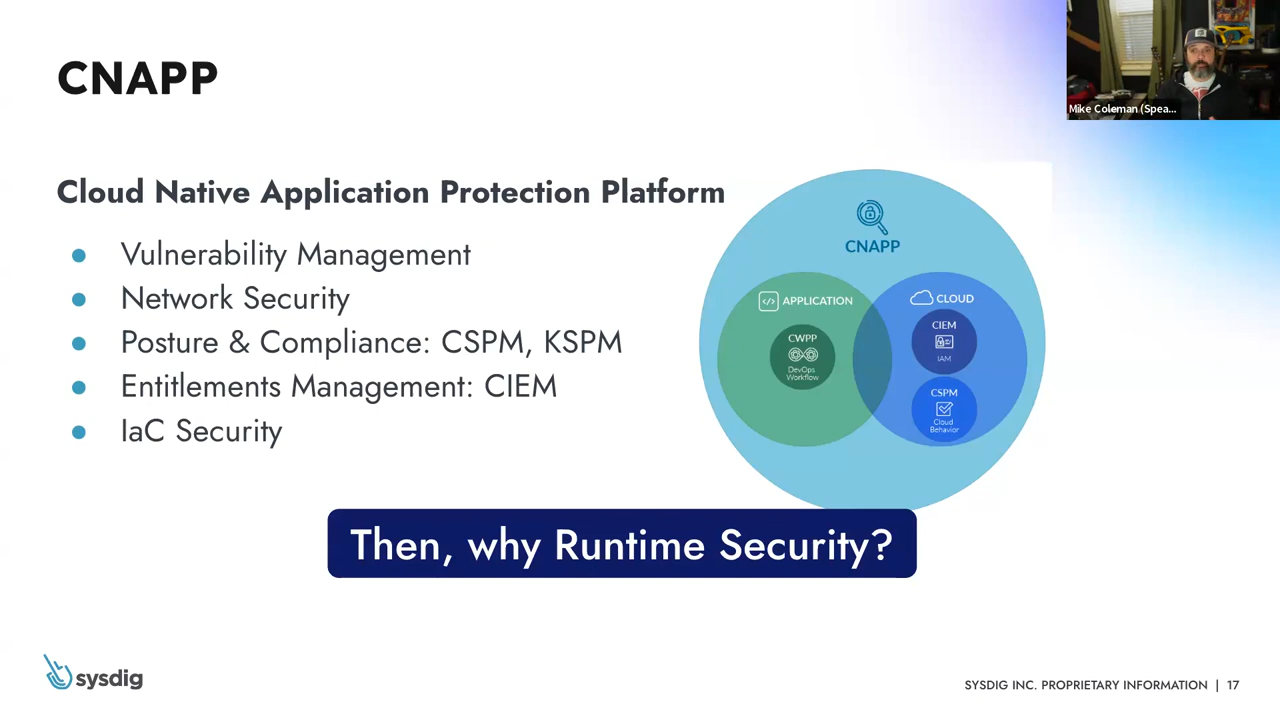 CNAPP
Mike Coleman (Spea...
Cloud Native Application Protection Platform
● Vulnerability Management
● Network Security
● Posture & Compliance: CSPM, KSPM
● Entitlements Management: CIEM
● IaC Security
CNAPP
</> APPLICATION
CWPP
DevOps
Workflow
CLOUD
CIEM
IAM
CSPM
Cloud
Behavior
Then, why Runtime Security?
sysdig
SYSDIG INC. PROPRIETARY INFORMATION | 17